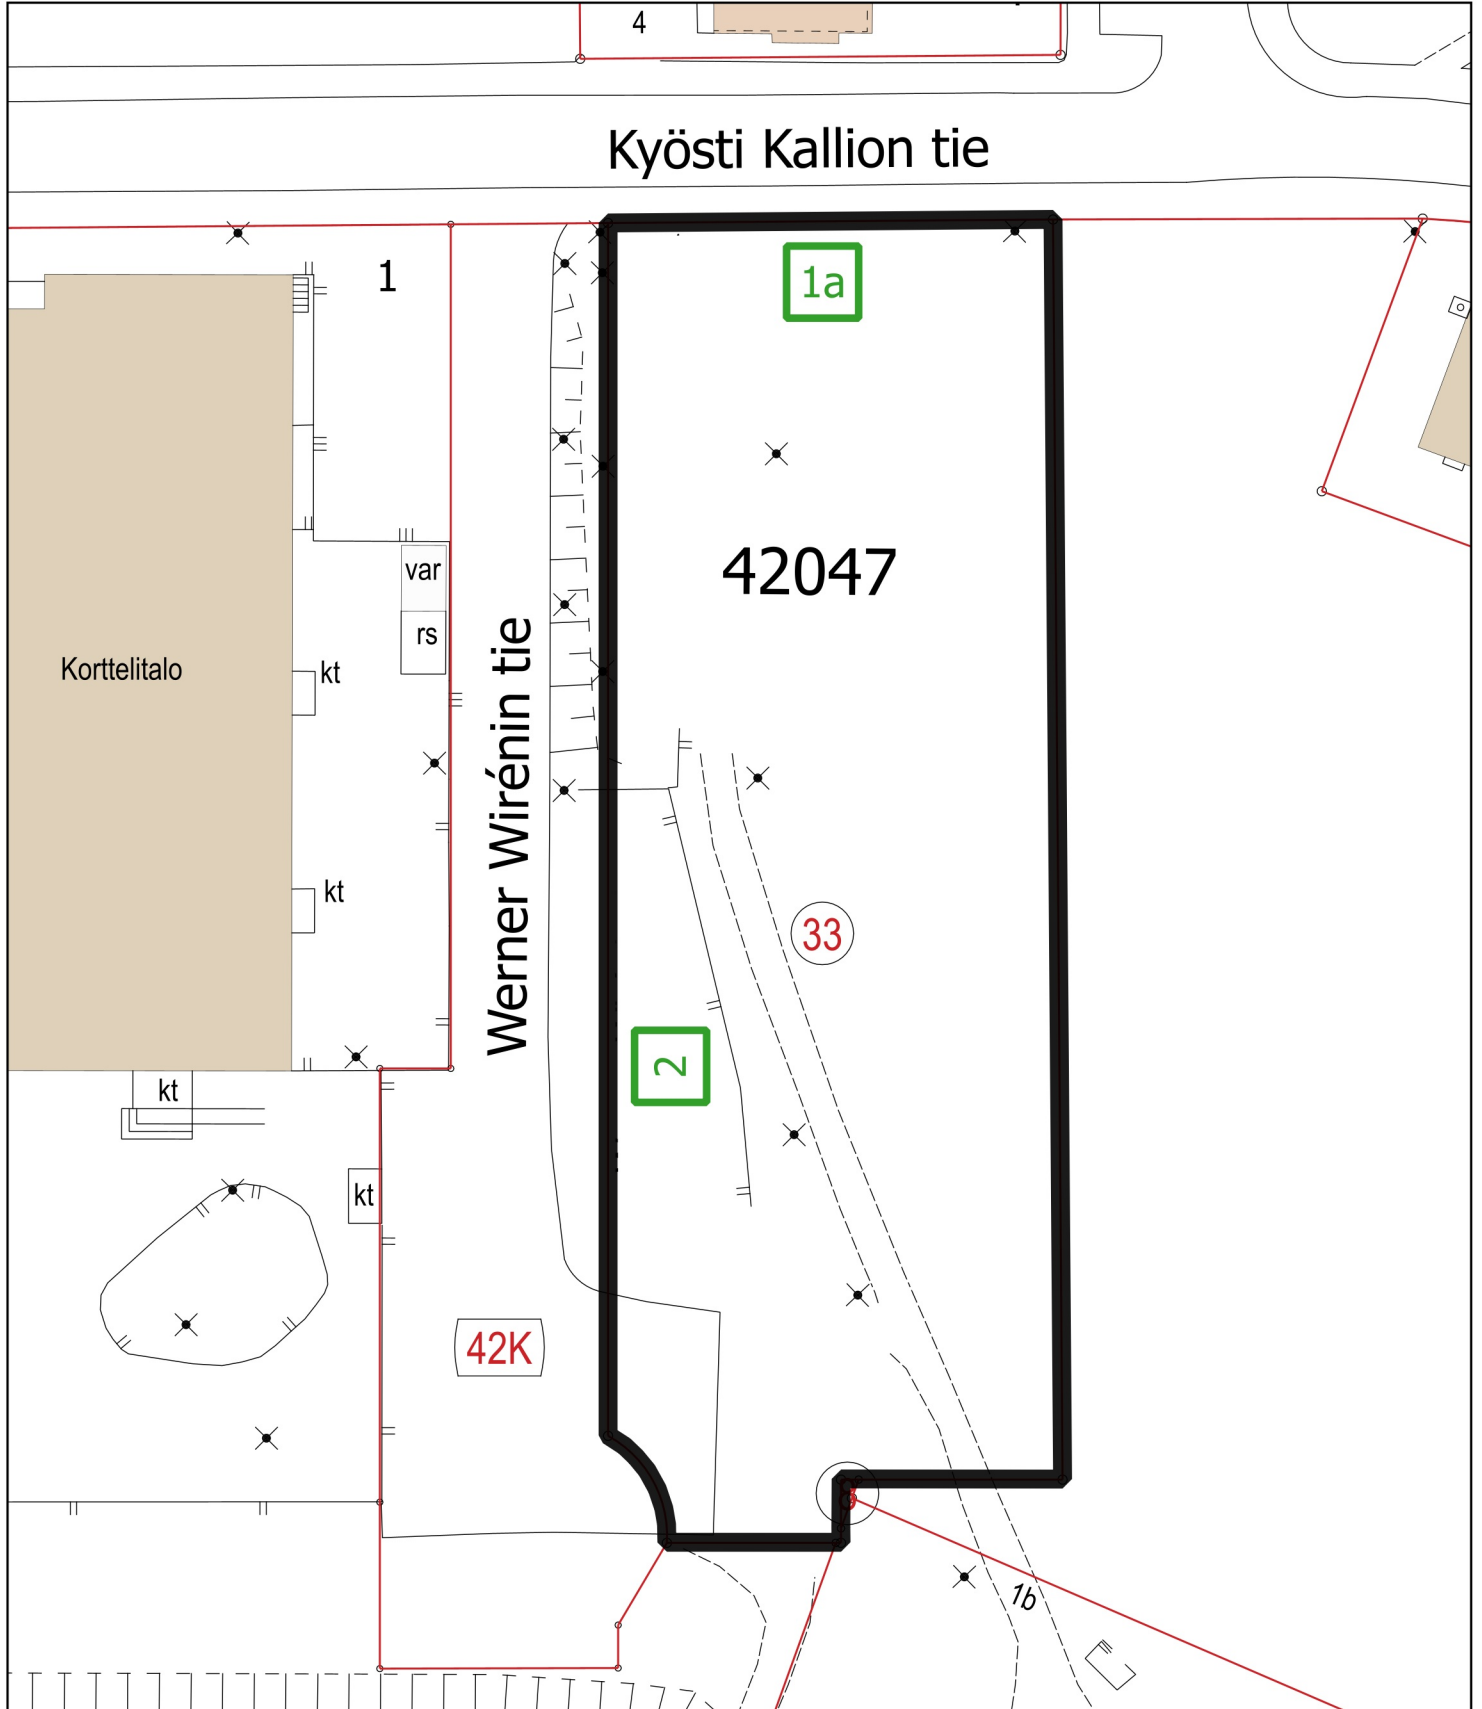 4
Kyösti Kallion tie
1
1a
42047
var
rs
Korttelitalo
kt
Werner Wirénin tie
kt
33
2
kt
kt
42K
1b